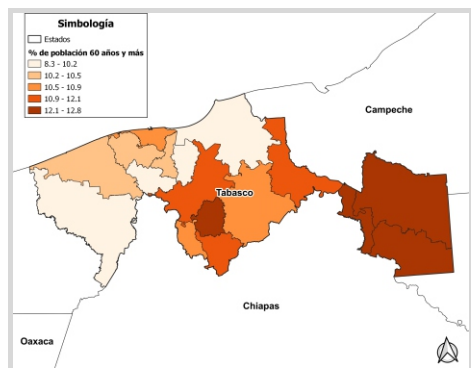 Simbología
Estados
% de población 60 años y más
8.3 - 10.2
10.2 - 10.5
10.5 - 10.9
10.9 - 12.1
12.1 - 12.8
Campeche
Tabasco
Chiapas
Oaxaca